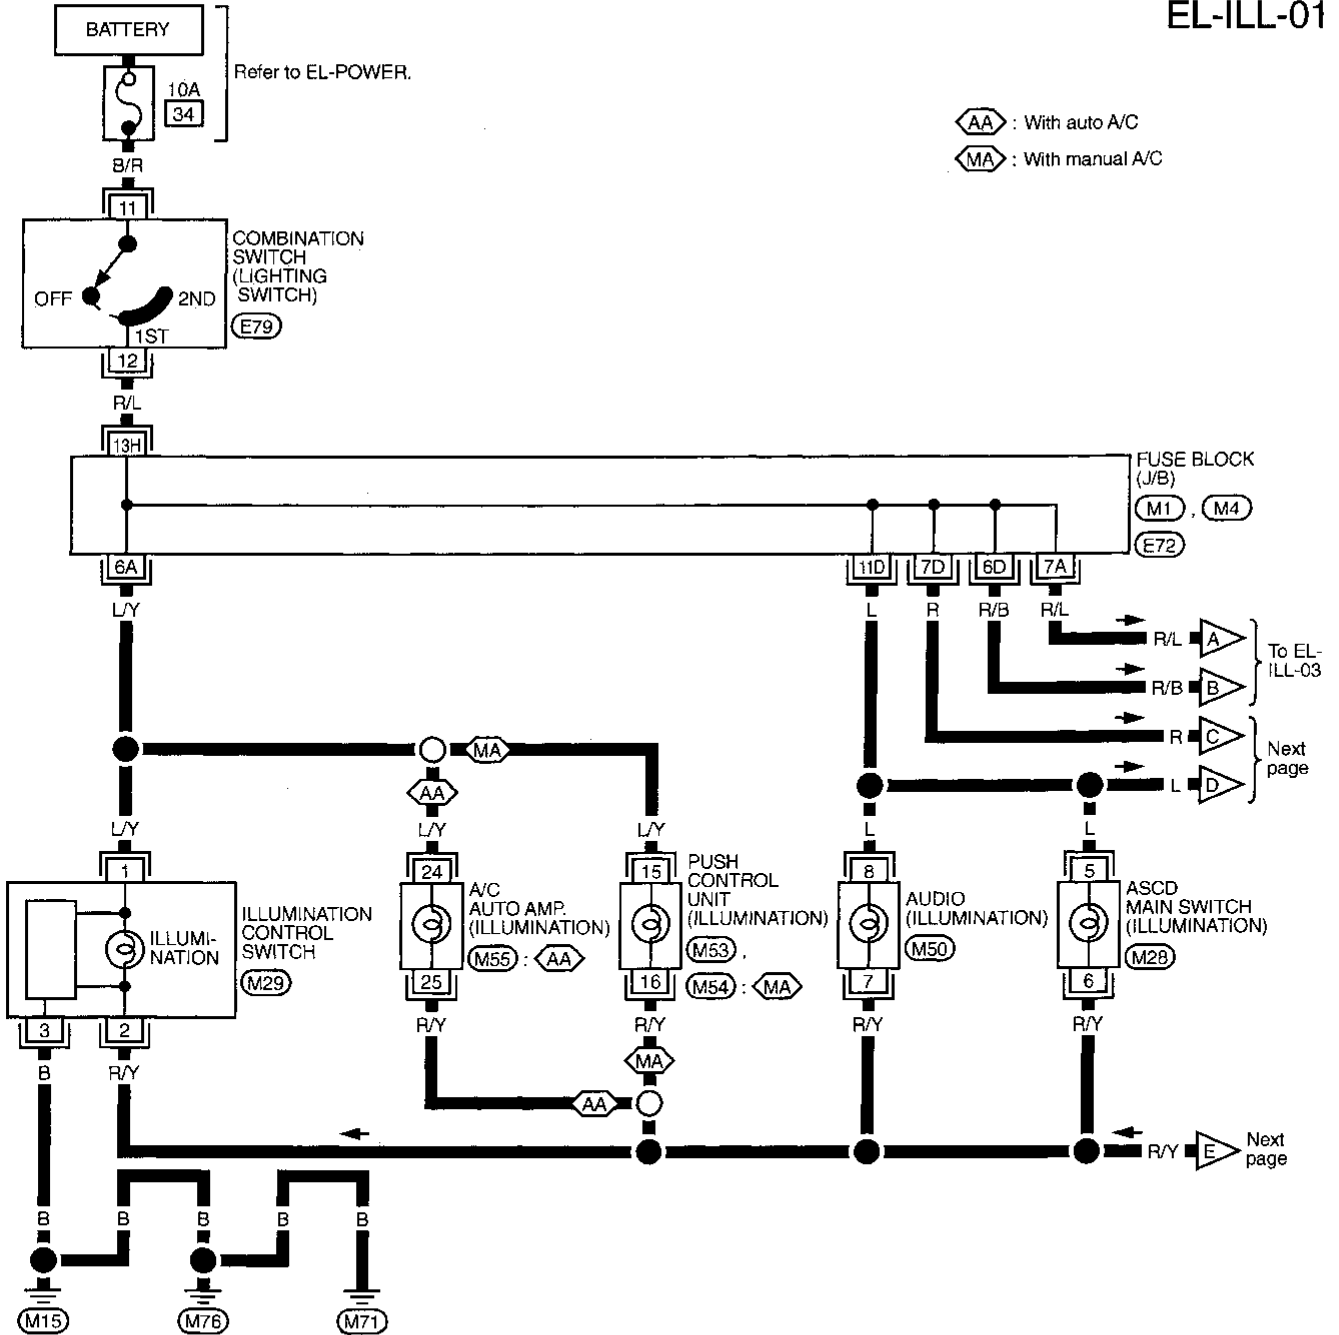 EL-ILL-01
BATTERY
Refer to EL-POWER.
10A
34
AA : With auto A/C
MA : With manual A/C
B/R
11
COMBINATION
SWITCH
(LIGHTING
SWITCH)
E79
OFF
2ND
1ST
12
R/L
13H
FUSE BLOCK
(J/B)
M1 , M4
E72
6A
11D
7D
6D
7A
L/Y
L
R
R/B
R/L
R/L
A
R/B
B
To EL-
ILL-03
R
C
L
D
Next
page
MA
AA
L/Y
L/Y
L/Y
L
L
1
24
15
8
5
ILLUMI-
NATION
ILLUMINATION
CONTROL
SWITCH
M29
A/C
AUTO AMP.
(ILLUMINATION)
M55 : AA
PUSH
CONTROL
UNIT
(ILLUMINATION)
M53 ,
M54 : MA
AUDIO
(ILLUMINATION)
M50
ASCD
MAIN SWITCH
(ILLUMINATION)
M28
3
2
25
16
7
6
B
R/Y
R/Y
R/Y
R/Y
R/Y
MA
AA
R/Y
E
Next
page
B
B
B
B
B
M15
M76
M71